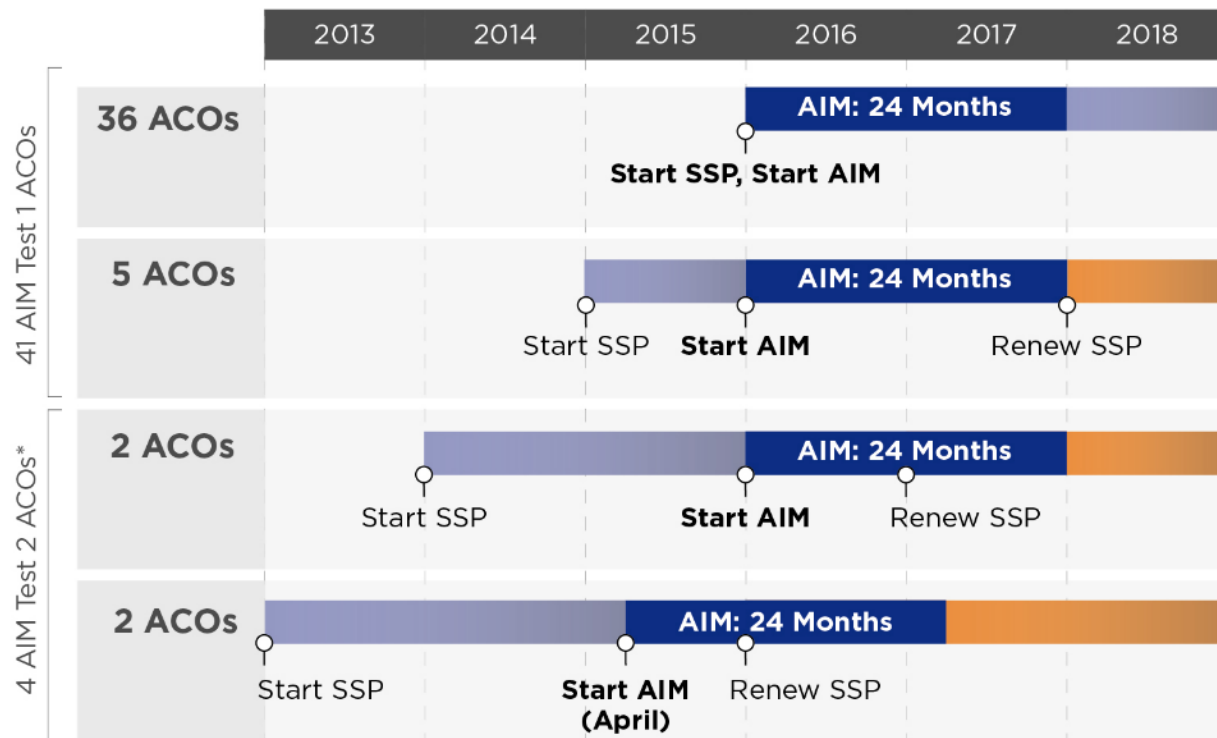 2013 2014 2015 2016 2017 2018
41 AIM Test 1 ACOs
36 ACOs
AIM: 24 Months
Start SSP, Start AIM
5 ACOs
AIM: 24 Months
Start SSP Start AIM Renew SSP
4 AIM Test 2 ACOs*
2 ACOs
AIM: 24 Months
Start SSP Start AIM Renew SSP
2 ACOs
AIM: 24 Months
Start SSP Start AIM Renew SSP
(April)